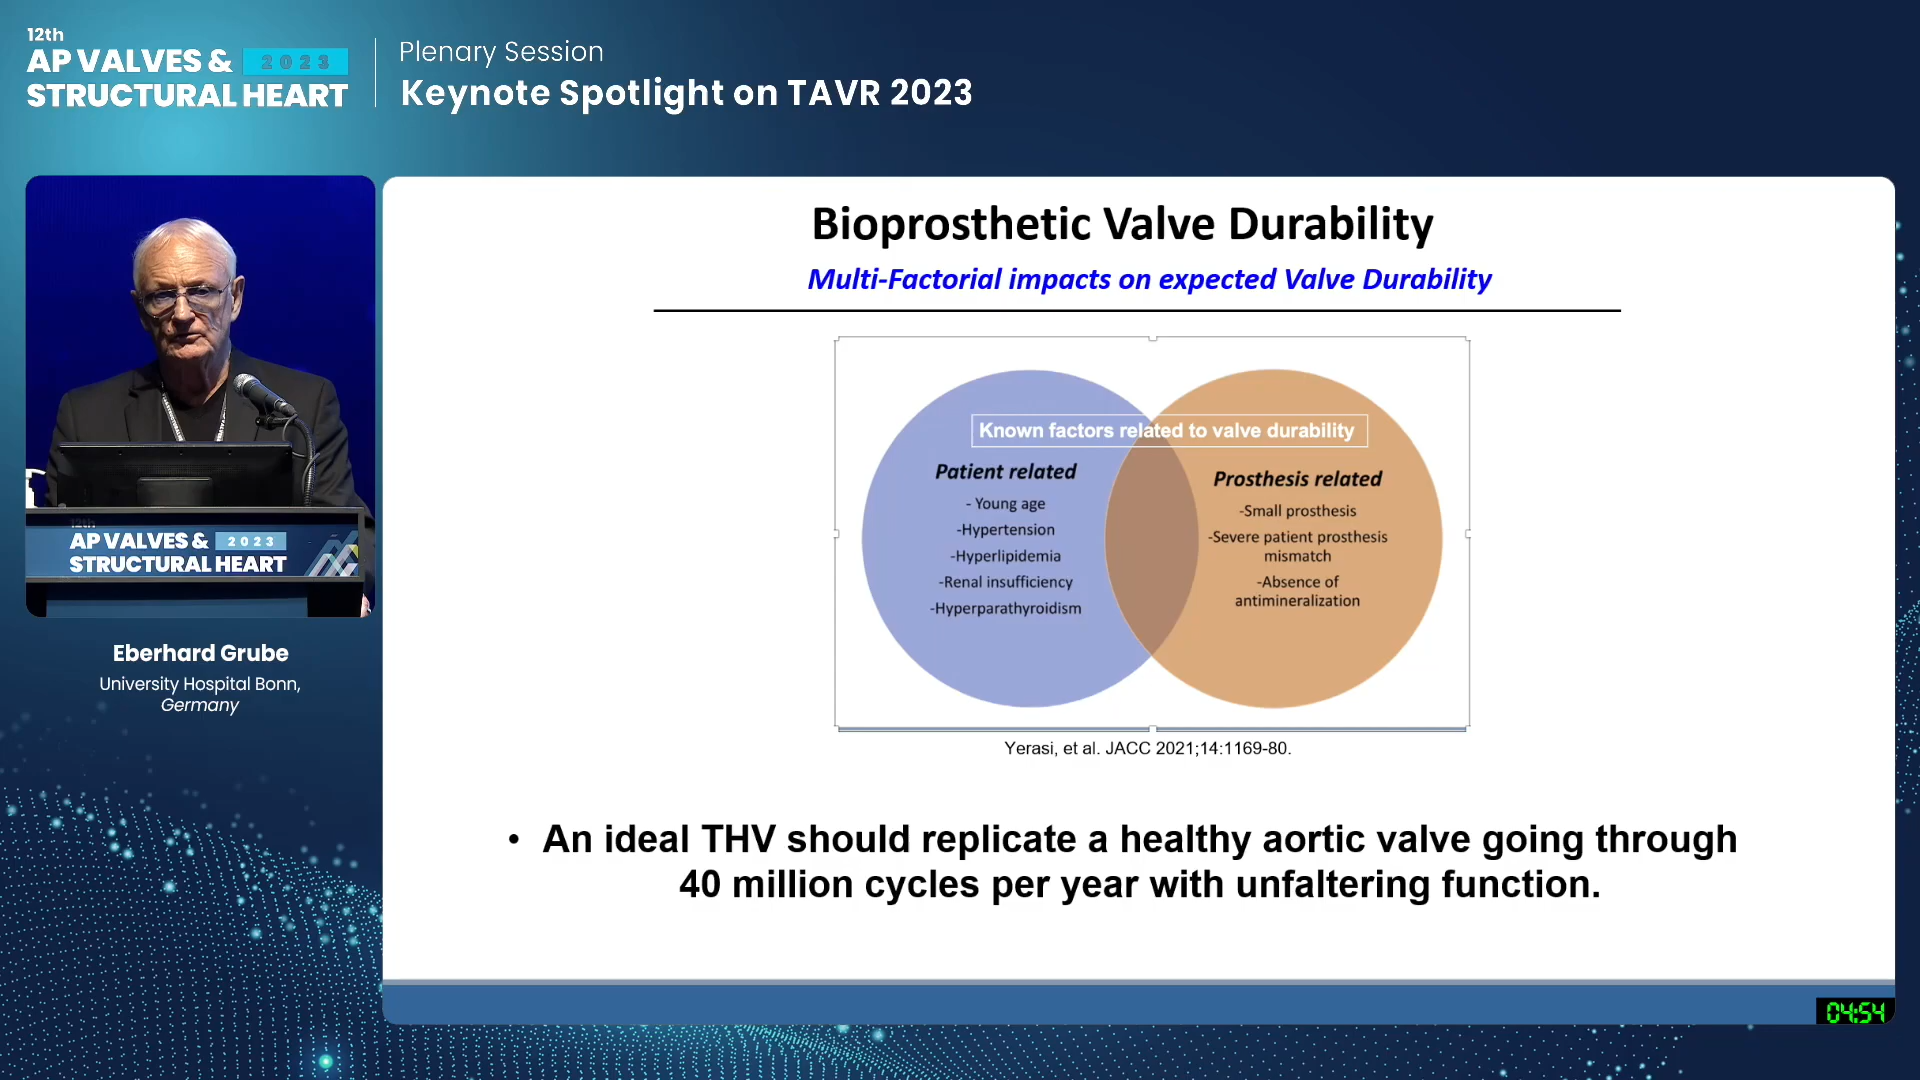 12th
AP VALVES & 2023
STRUCTURAL HEART
Plenary Session
Keynote Spotlight on TAVR 2023
12th
AP VALVES & 2023
STRUCTURAL HEART
Eberhard Grube
University Hospital Bonn,
Germany
Bioprosthetic Valve Durability
Multi-Factorial impacts on expected Valve Durability
Known factors related to valve durability
Patient related
- Young age
-Hypertension
-Hyperlipidemia
-Renal insufficiency
-Hyperparathyroidism
Prosthesis related
-Small prosthesis
-Severe patient prosthesis
mismatch
-Absence of
antimineralization
Yerasi, et al. JACC 2021;14:1169-80.
• An ideal THV should replicate a healthy aortic valve going through
40 million cycles per year with unfaltering function.
04:54